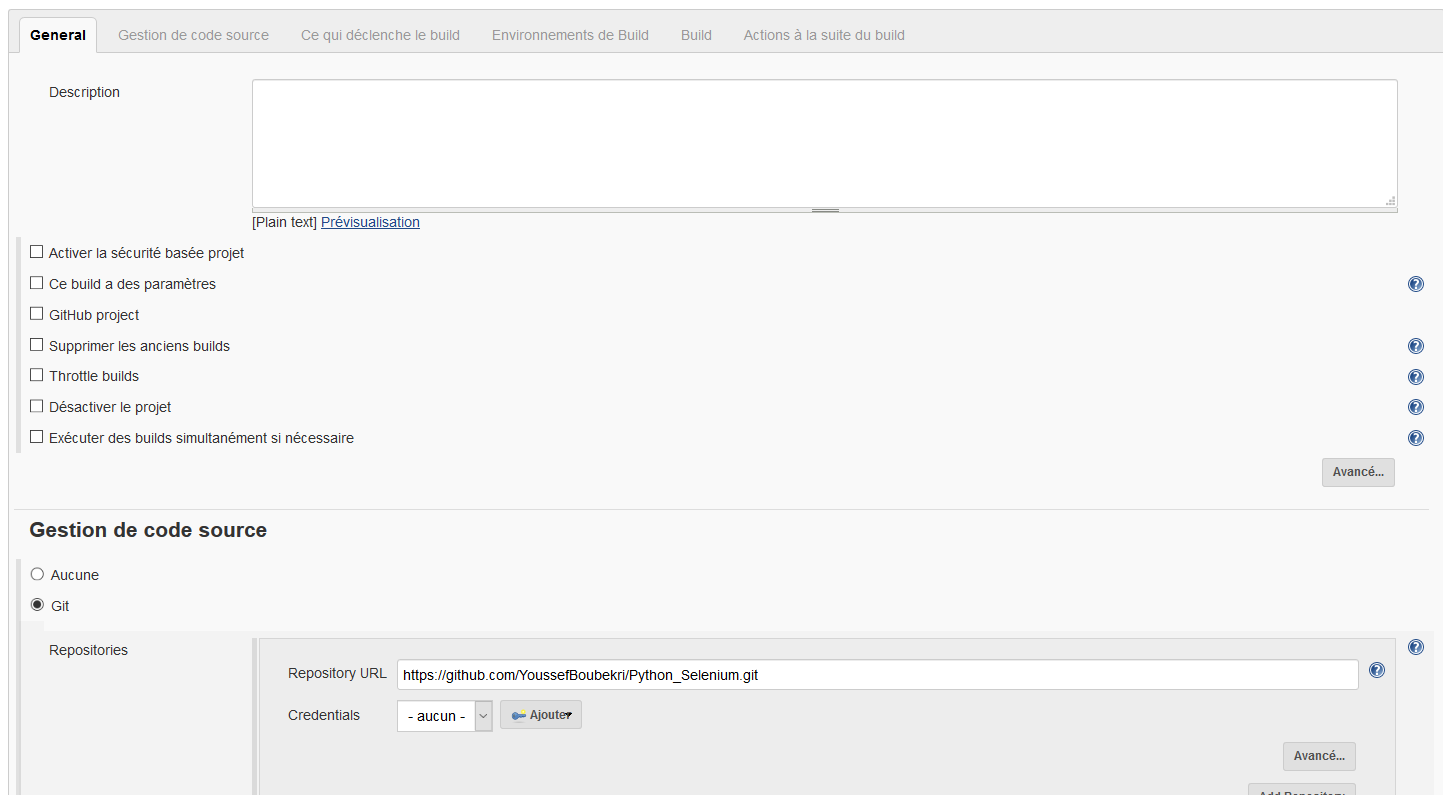 General Gestion de code source Ce qui déclenche le build Environnements de Build Build Actions à la suite du build
Description
[Plain text] Prévisualisation
Activer la sécurité basée projet
Ce build a des paramètres
GitHub project
Supprimer les anciens builds
Throttle builds
Désactiver le projet
Exécuter des builds simultanément si nécessaire
Avancé...
Gestion de code source
Aucune
Git
Repositories
Repository URL https://github.com/YoussefBoubekri/Python_Selenium.git
Credentials - aucun - Ajouter
Avancé...
Add Repository